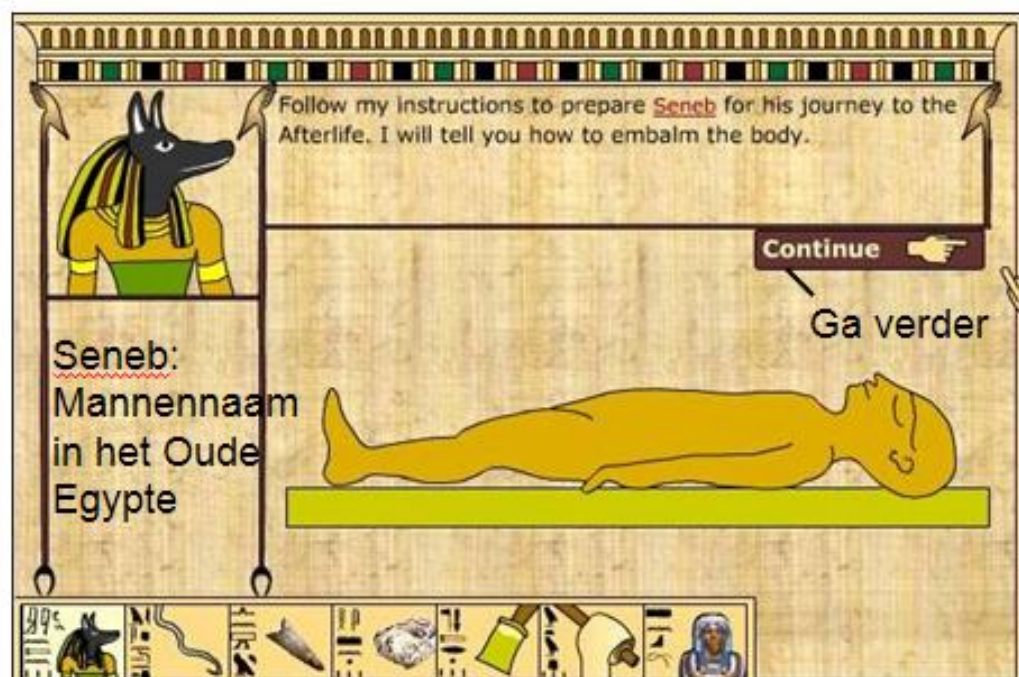 Follow my instructions to prepare Seneb for his journey to the
Afterlife. I will tell you how to embalm the body.
Continue
Ga verder
Seneb:
Mannennaam
in het Oude
Egypte